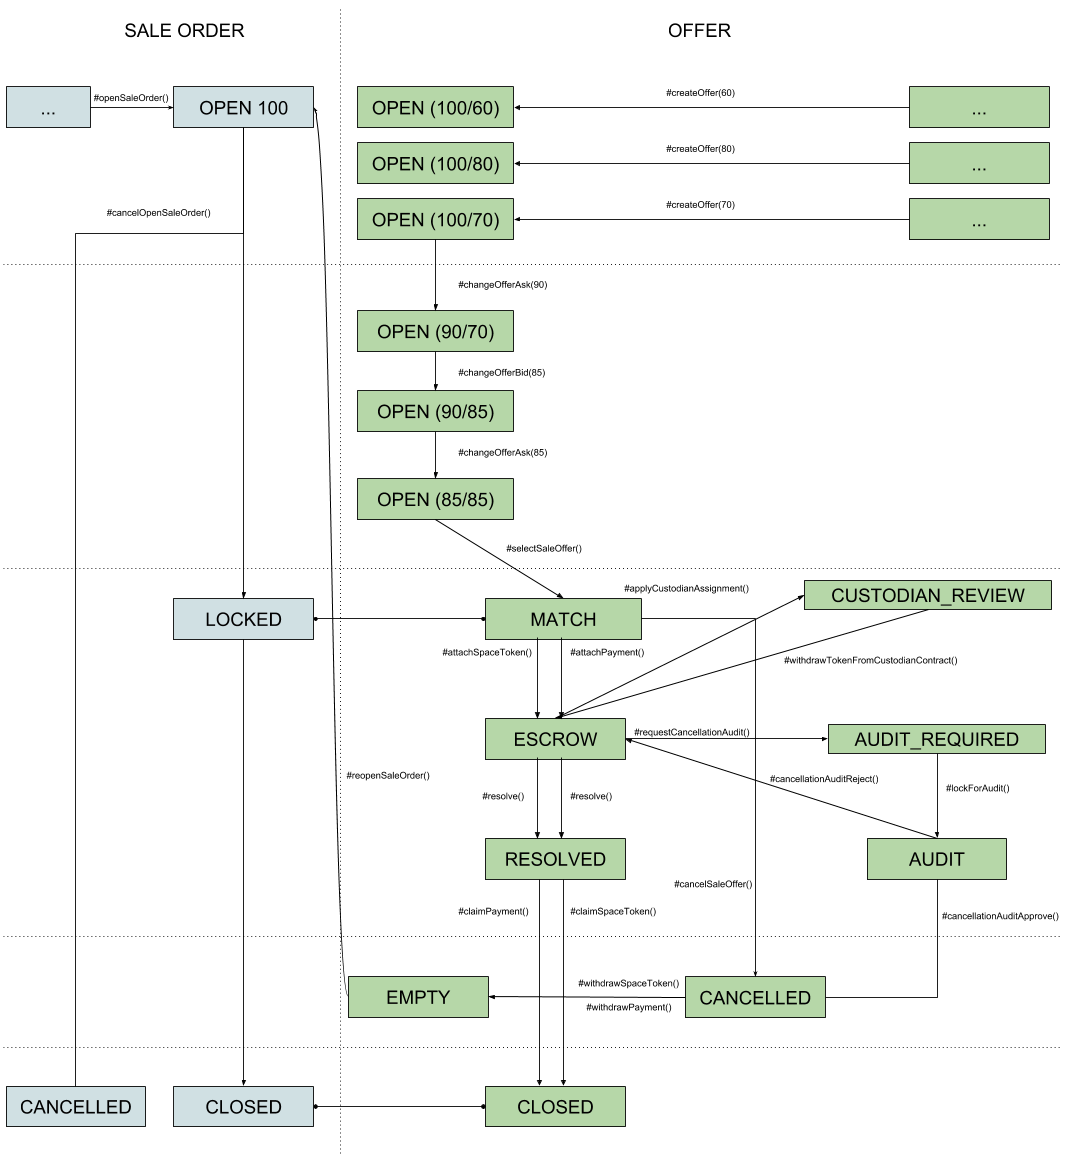 SALE ORDER
OFFER
...
#openSaleOrder()
OPEN 100
OPEN (100/60)
#createOffer(60)
...
OPEN (100/80)
#createOffer(80)
...
OPEN (100/70)
#createOffer(70)
...
#cancelOpenSaleOrder()
#changeOfferAsk(90)
OPEN (90/70)
#changeOfferBid(85)
OPEN (90/85)
#changeOfferAsk(85)
OPEN (85/85)
#selectSaleOffer()
#applyCustodianAssignment()
CUSTODIAN_REVIEW
LOCKED
MATCH
#attachSpaceToken()
#attachPayment()
#withdrawTokenFromCustodianContract()
ESCROW
#requestCancellationAudit()
AUDIT_REQUIRED
#reopenSaleOrder()
#cancellationAuditReject()
#lockForAudit()
#resolve()
#resolve()
RESOLVED
AUDIT
#cancelSaleOffer()
#claimPayment()
#claimSpaceToken()
#cancellationAuditApprove()
EMPTY
#withdrawSpaceToken()
#withdrawPayment()
CANCELLED
CANCELLED
CLOSED
CLOSED